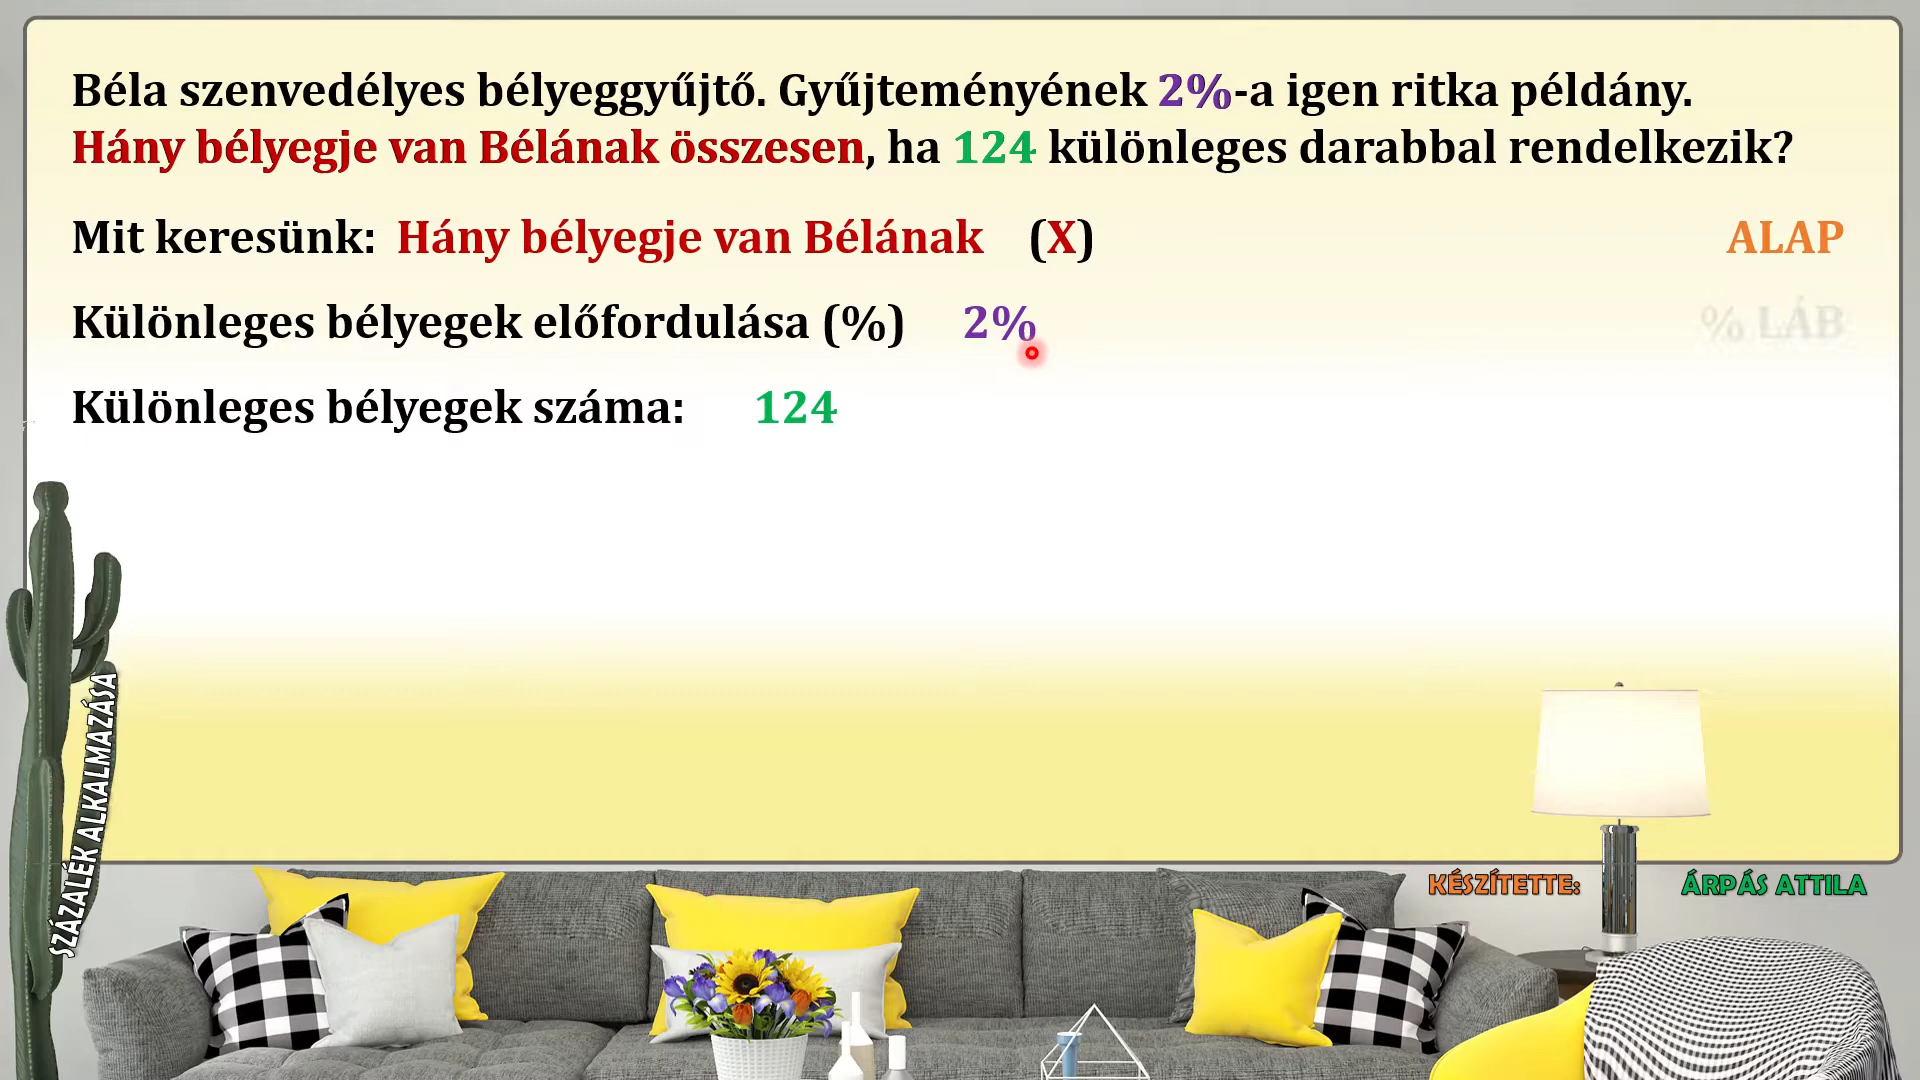 Béla szenvedélyes bélyeggyűjtő. Gyűjteményének 2%-a igen ritka példány.
Hány bélyegje van Bélának összesen, ha 124 különleges darabbal rendelkezik?
Mit keresünk: Hány bélyegje van Bélának (X) ALAP
Különleges bélyegek előfordulása (%) 2% % LÁB
Különleges bélyegek száma: 124
SZÁZALÉK ALKALMAZÁSA
KÉSZÍTETTE: ÁRPÁS ATTILA